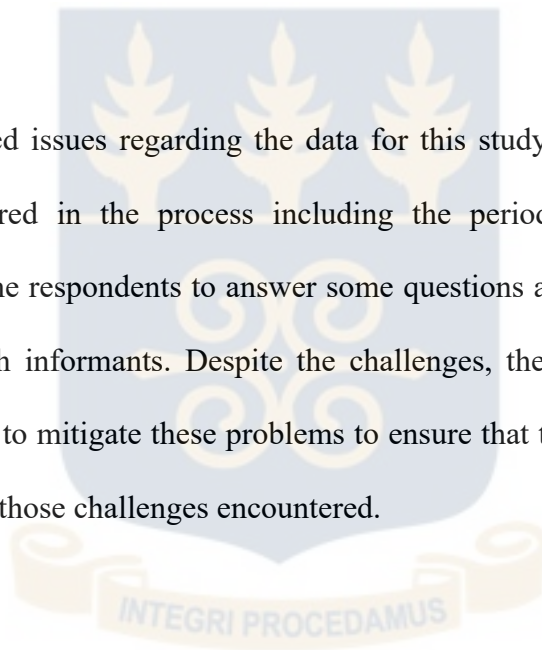 ed issues regarding the data for this study
red in the process including the period
he respondents to answer some questions a
h informants. Despite the challenges, the
to mitigate these problems to ensure that t
those challenges encountered.
INTEGRI PROCEDAMUS